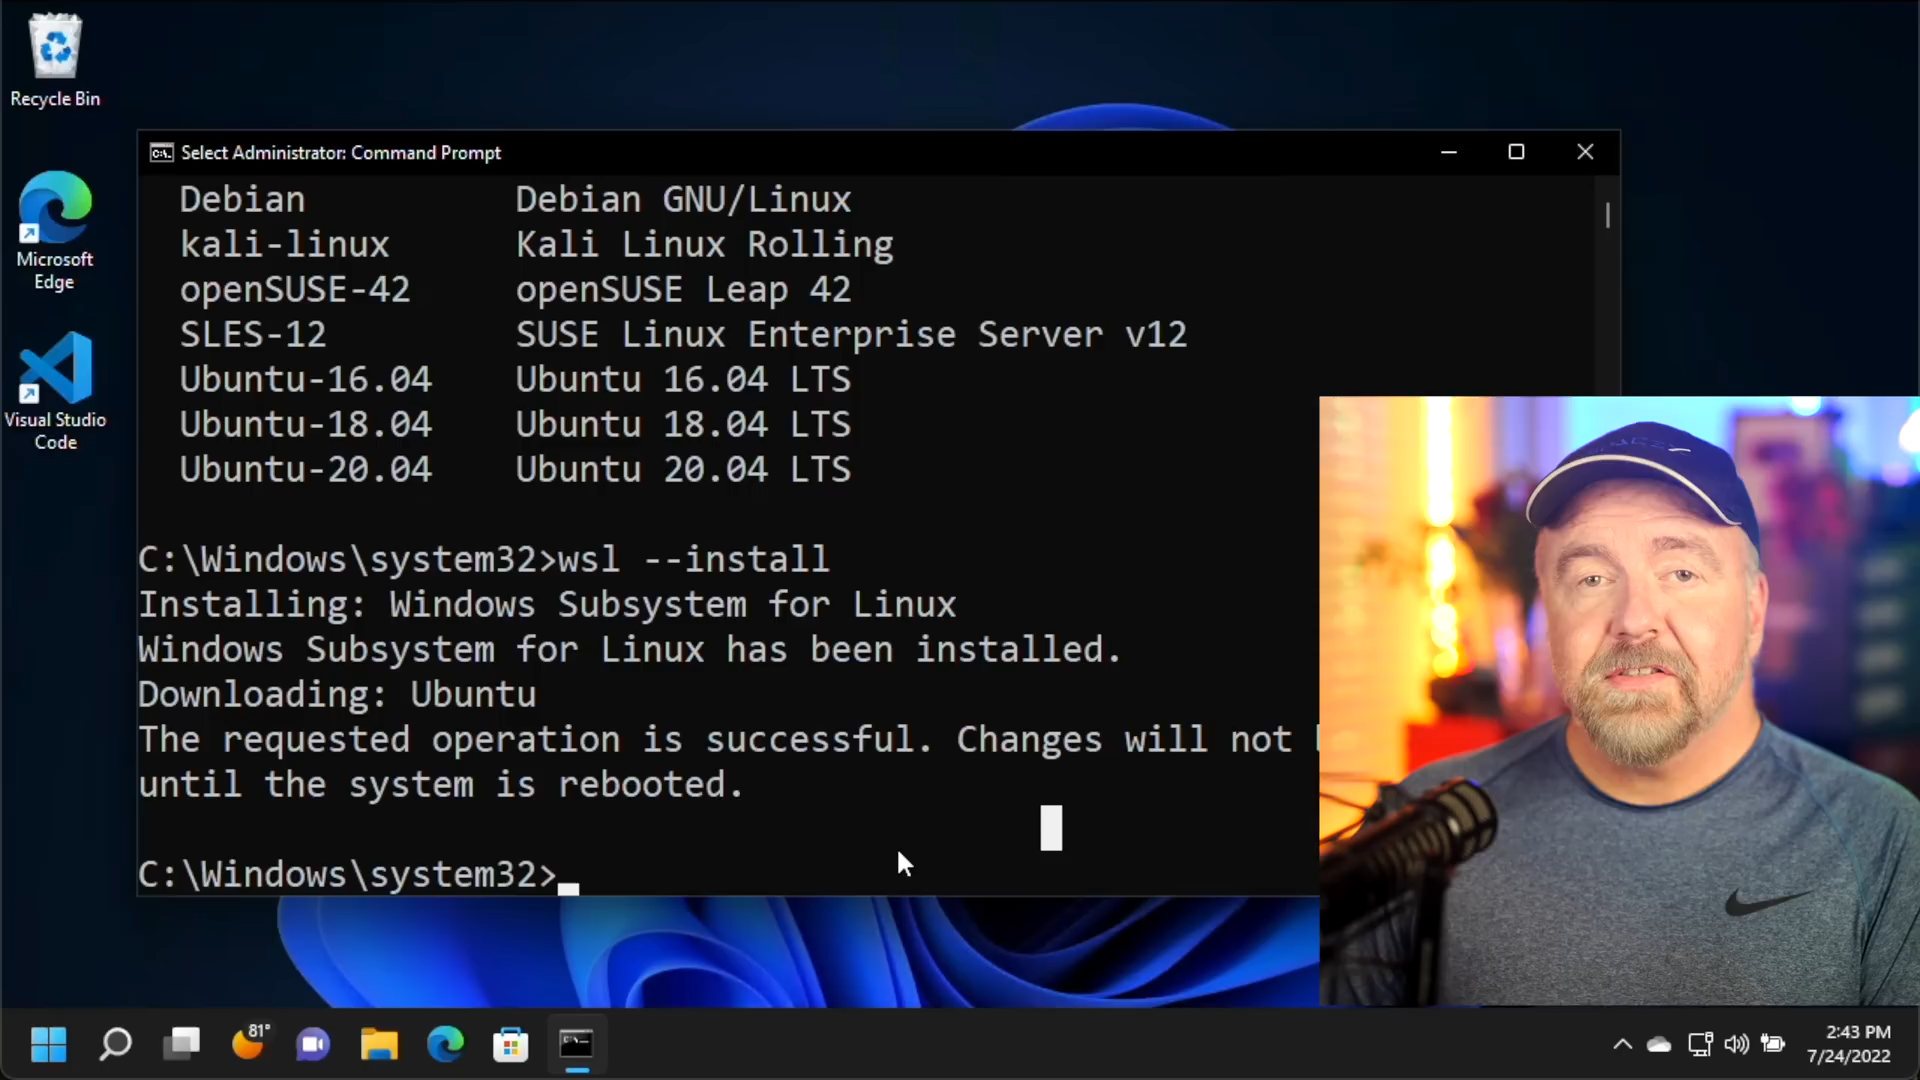 Recycle Bin
Select Administrator: Command Prompt
Debian Debian GNU/Linux
kali-linux Kali Linux Rolling
Microsoft
Edge
openSUSE-42 openSUSE Leap 42
SLES-12 SUSE Linux Enterprise Server v12
Ubuntu-16.04 Ubuntu 16.04 LTS
Visual Studio
Code
Ubuntu-18.04 Ubuntu 18.04 LTS
Ubuntu-20.04 Ubuntu 20.04 LTS
C:\Windows\system32>wsl --install
Installing: Windows Subsystem for Linux
Windows Subsystem for Linux has been installed.
Downloading: Ubuntu
The requested operation is successful. Changes will not
until the system is rebooted.
C:\Windows\system32>
81°
2:43 PM
7/24/2022